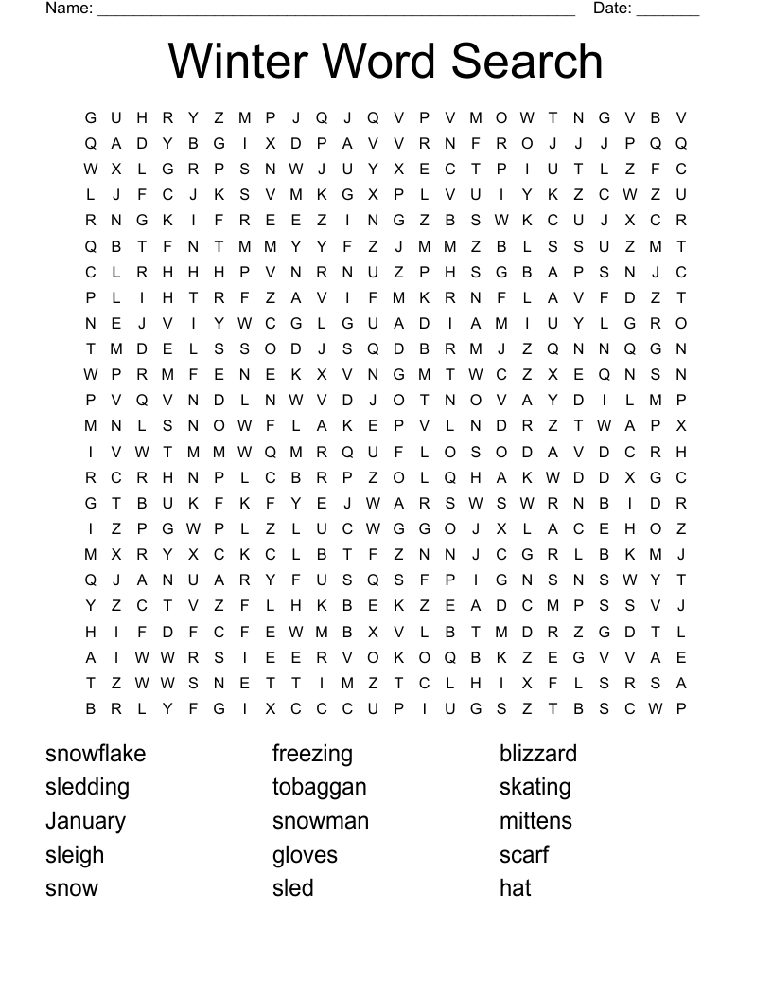 Name: _____________________________________________________ Date: _______
Winter Word Search
G U H R Y Z M P J Q J Q V P V M O W T N G V B V
Q A D Y B G I X D P A V V R N F R O J J J P Q Q
W X L G R P S N W J U Y X E C T P I U T L Z F C
L J F C J K S V M K G X P L V U I Y K Z C W Z U
R N G K I F R E E Z I N G Z B S W K C U J X C R
Q B T F N T M M Y Y F Z J M M Z B L S S U Z M T
C L R H H H P V N R N U Z P H S G B A P S N J C
P L I H T R F Z A V I F M K R N F L A V F D Z T
N E J V I Y W C G L G U A D I A M I U Y L G R O
T M D E L S S O D J S Q D B R M J Z Q N N Q G N
W P R M F E N E K X V N G M T W C Z X E Q N S N
P V Q V N D L N W V D J O T N O V A Y D I L M P
M N L S N O W F L A K E P V L N D R Z T W A P X
I V W T M M W Q M R Q U F L O S O D A V D C R H
R C R H N P L C B R P Z O L Q H A K W D D X G C
G T B U K F K F Y E J W A R S W S W R N B I D R
I Z P G W P L Z L U C W G G O J X L A C E H O Z
M X R Y X C K C L B T F Z N N J C G R L B K M J
Q J A N U A R Y F U S Q S F P I G N S N S W Y T
Y Z C T V Z F L H K B E K Z E A D C M P S S V J
H I F D F C F E W M B X V L B T M D R Z G D T L
A I W W R S I E E R V O K O Q B K Z E G V V A E
T Z W W S N E T T I M Z T C L H I X F L S R S A
B R L Y F G I X C C C U P I U G S Z T B S C W P
snowflake freezing blizzard
sledding tobaggan skating
January snowman mittens
sleigh gloves scarf
snow sled hat